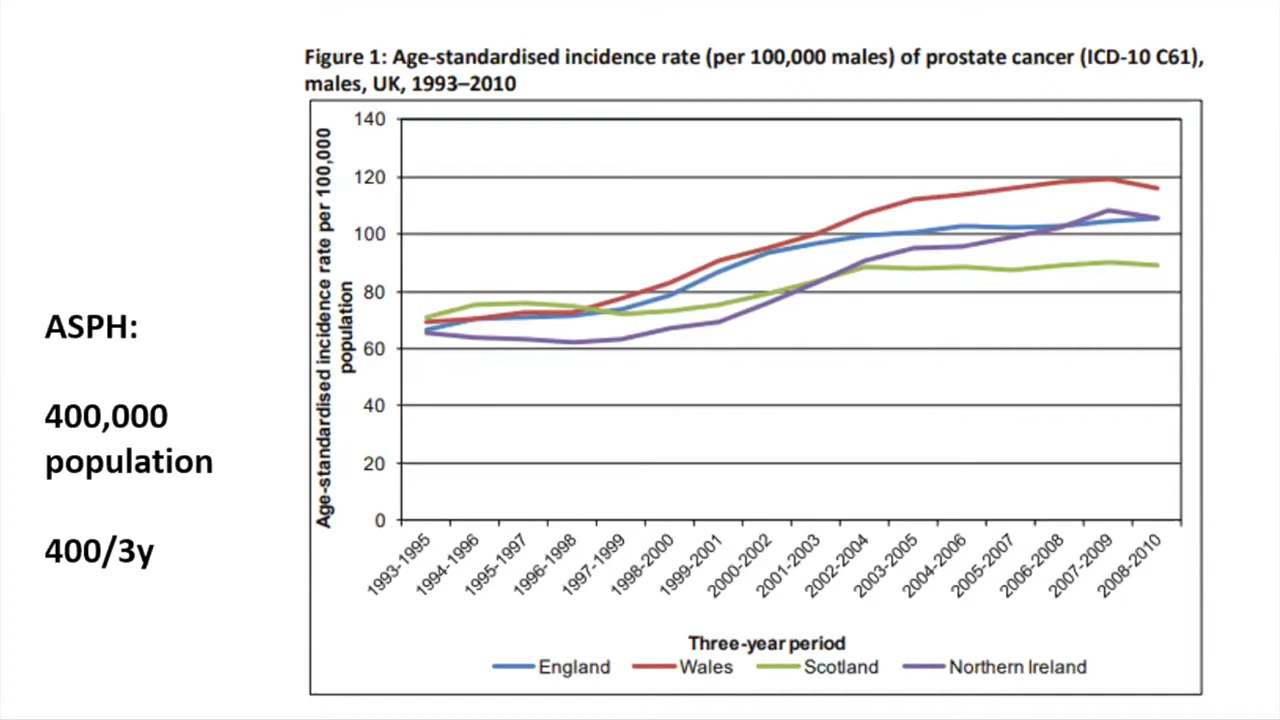 Figure 1: Age-standardised incidence rate (per 100,000 males) of prostate cancer (ICD-10 C61),
males, UK, 1993–2010
ASPH:
400,000
population
400/3y
Age-standardised incidence rate per 100,000
population
140
120
100
80
60
40
20
0
1993-1995
1994-1996
1995-1997
1996-1998
1997-1999
1998-2000
1999-2001
2000-2002
2001-2003
2002-2004
2003-2005
2004-2006
2005-2007
2006-2008
2007-2009
2008-2010
Three-year period
England
Wales
Scotland
Northern Ireland